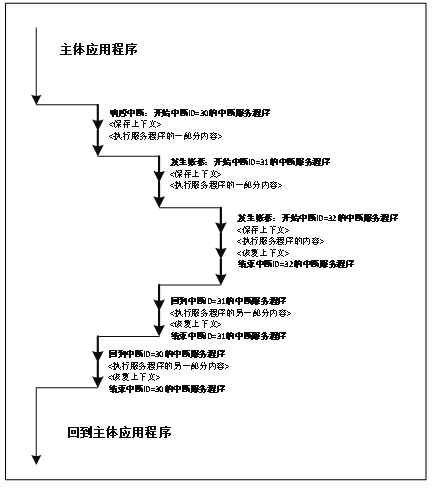 主体应用程序
响应中断：开始中断ID=30的中断服务程序
<保存上下文>
<执行服务程序的一部分内容>
发生嵌套：开始中断ID=31的中断服务程序
<保存上下文>
<执行服务程序的一部分内容>
发生嵌套：开始中断ID=32的中断服务程序
<保存上下文>
<执行服务程序的内容>
<恢复上下文>
结束中断ID=32的中断服务程序
回到中断ID=31的中断服务程序
<执行服务程序的另一部分内容>
<恢复上下文>
结束中断ID=31的中断服务程序
回到中断ID=30的中断服务程序
<执行服务程序的另一部分内容>
<恢复上下文>
结束中断ID=30的中断服务程序
回到主体应用程序